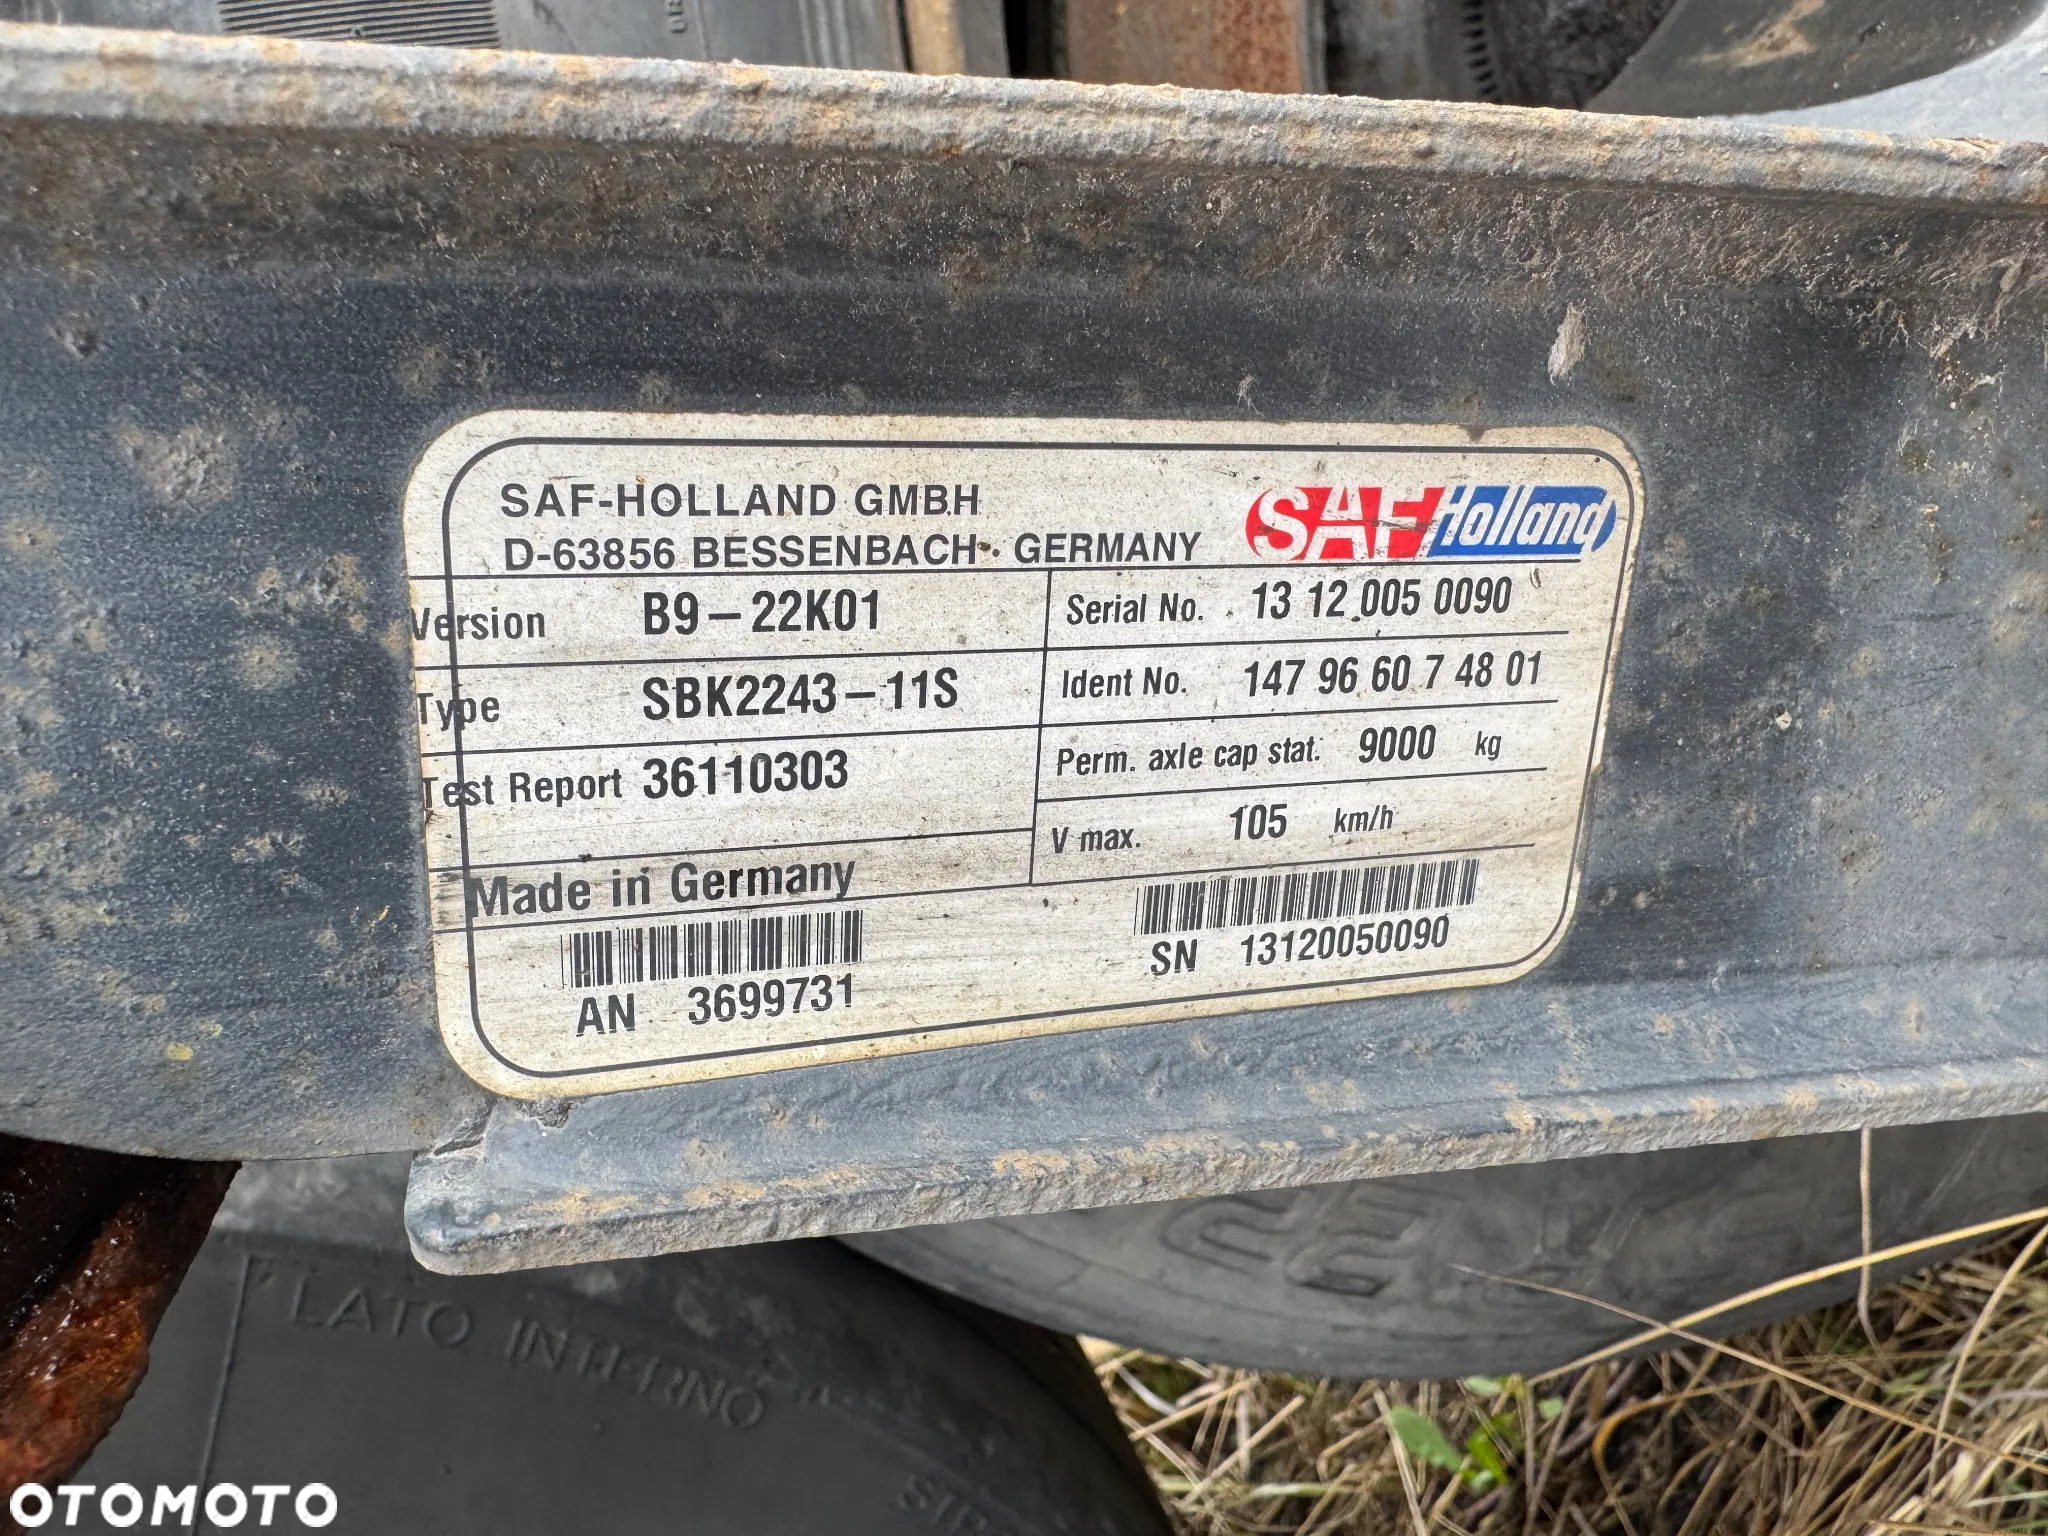 SAF-HOLLAND GMBH
D-63856 BESSENBACH · GERMANY
SAF Holland
Version B9-22K01
Type SBK2243-11S
Test Report 36110303
Made in Germany
AN 3699731
Serial No. 13 12 005 0090
Ident No. 147 96 60 7 48 01
Perm. axle cap stat. 9000 kg
V max. 105 km/h
SN 13120050090
LATO INTERNO
OTOMOTO